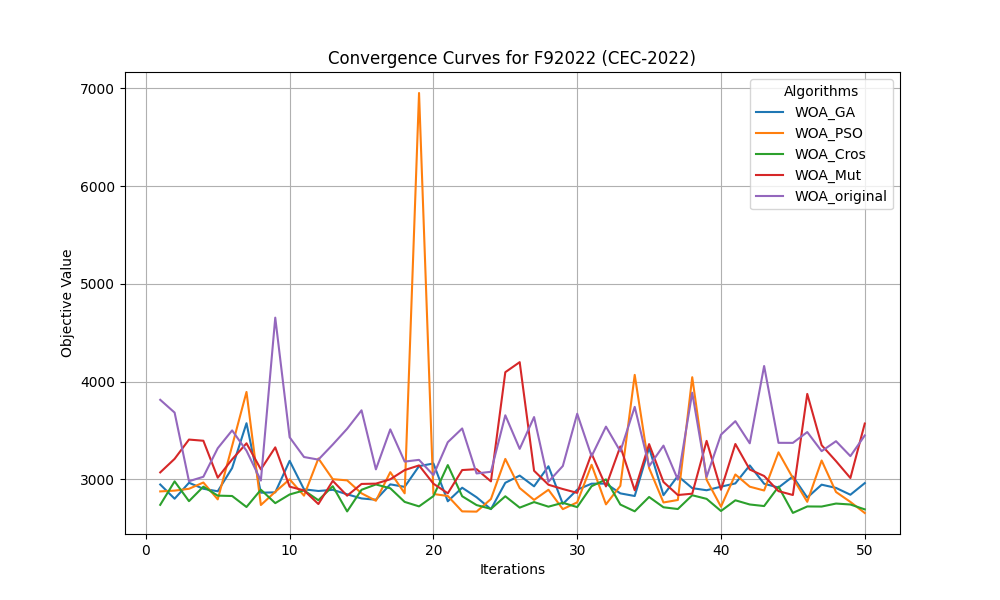 Convergence Curves for F92022 (CEC-2022)
7000
6000
5000
4000
3000
Objective Value
0
10
20
30
40
50
Iterations
Algorithms
WOA_GA
WOA_PSO
WOA_Cros
WOA_Mut
WOA_original